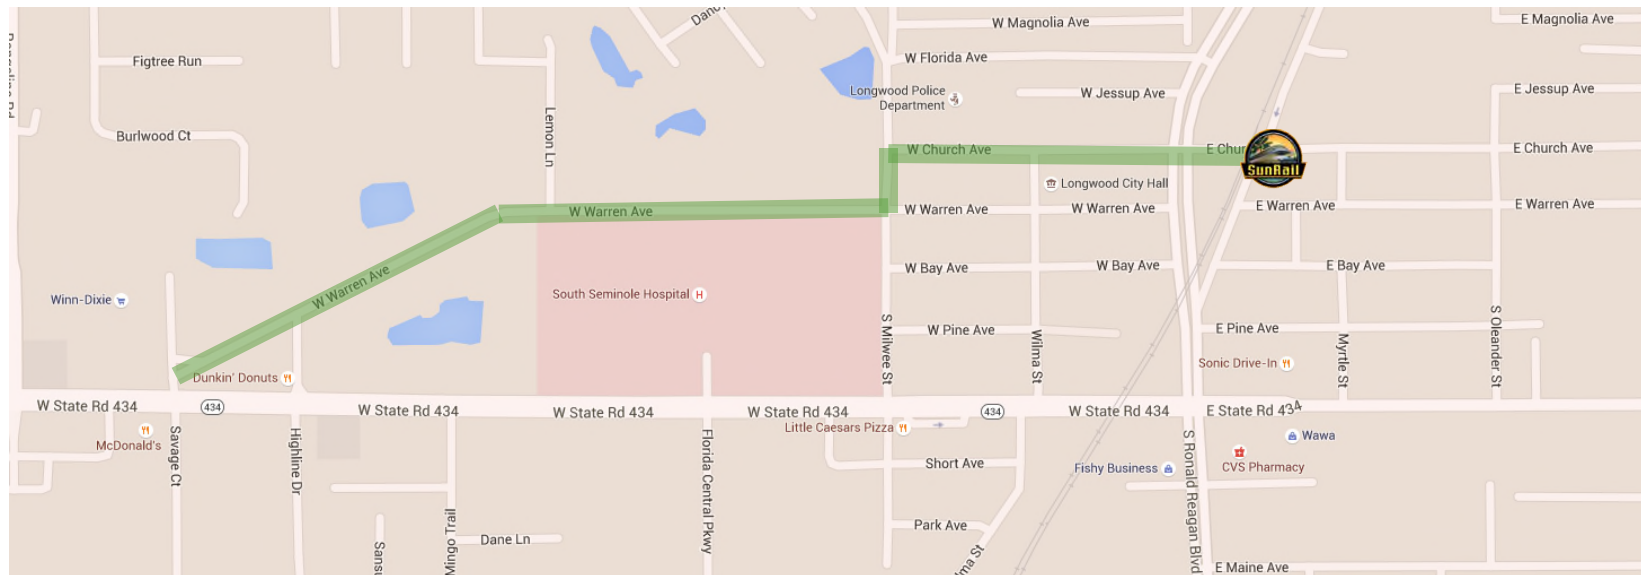 W Magnolia Ave
E Magnolia Ave
W Florida Ave
Figtree Run
Longwood Police
Department
W Jessup Ave
E Jessup Ave
Burlwood Ct
Lemon Ln
W Church Ave
E Church Ave
SunRail
Longwood City Hall
W Warren Ave
W Warren Ave
W Warren Ave
E Warren Ave
E Warren Ave
W Warren Ave
W Bay Ave
W Bay Ave
E Bay Ave
Winn-Dixie
South Seminole Hospital
H
S Milwee St
W Pine Ave
Wilma St
E Pine Ave
Myrtle St
S Oleander St
Sonic Drive-In
Dunkin' Donuts
W State Rd 434
434
W State Rd 434
W State Rd 434
W State Rd 434
434
W State Rd 434
E State Rd 434
McDonald's
Savage Ct
Highline Dr
Little Caesars Pizza
Florida Central Pkwy
Short Ave
Fishy Business
S Ronald Reagan Blvd
Wawa
CVS Pharmacy
Mingo Trail
Dane Ln
Park Ave
E Maine Ave